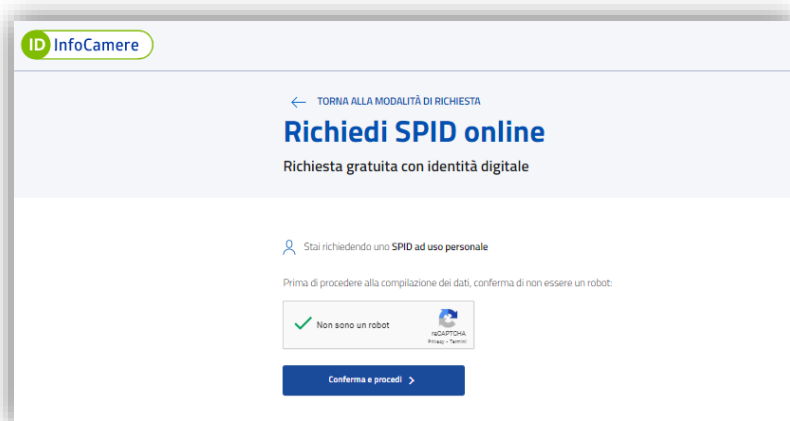 ID InfoCamere
← TORNA ALLA MODALITÀ DI RICHIESTA
Richiedi SPID online
Richiesta gratuita con identità digitale
Stai richiedendo uno SPID ad uso personale
Prima di procedere alla compilazione dei dati, conferma di non essere un robot:
Non sono un robot
reCAPTCHA
Privacy - Termini
Conferma e procedi >